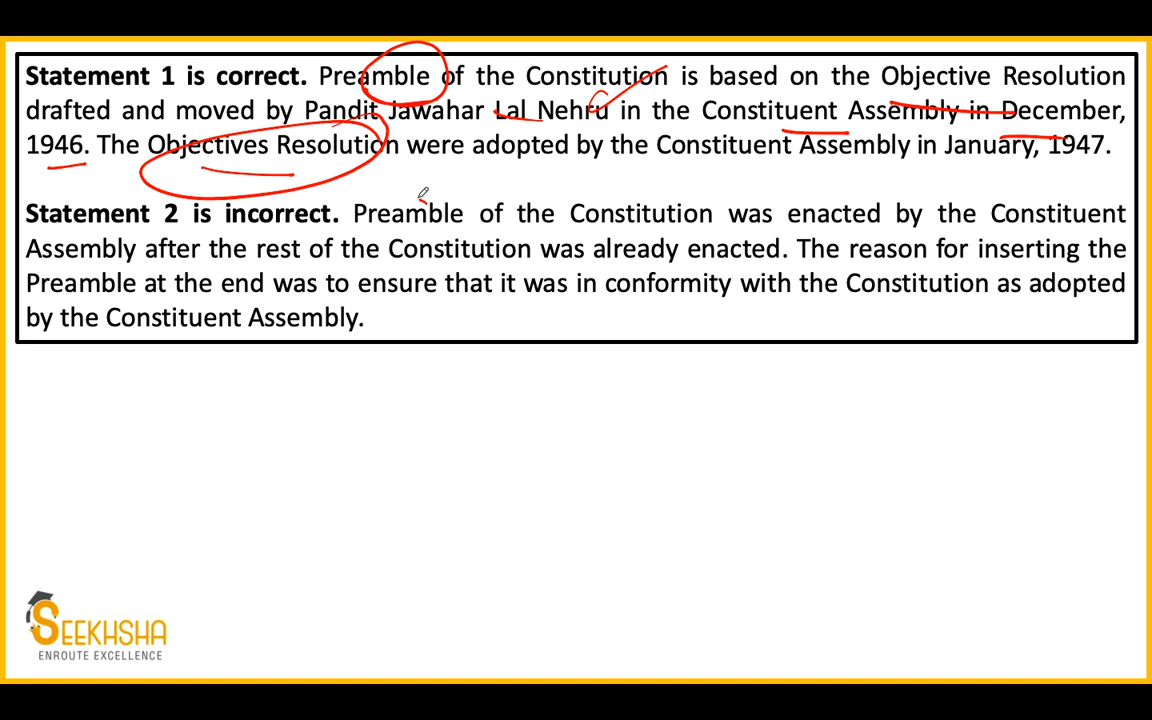 Statement 1 is correct. Preamble of the Constitution is based on the Objective Resolution
drafted and moved by Pandit Jawahar Lal Nehru in the Constituent Assembly in December,
1946. The Objectives Resolution were adopted by the Constituent Assembly in January, 1947.
Statement 2 is incorrect. Preamble of the Constitution was enacted by the Constituent
Assembly after the rest of the Constitution was already enacted. The reason for inserting the
Preamble at the end was to ensure that it was in conformity with the Constitution as adopted
by the Constituent Assembly.
SEEKHSHA
ENROUTE EXCELLENCE